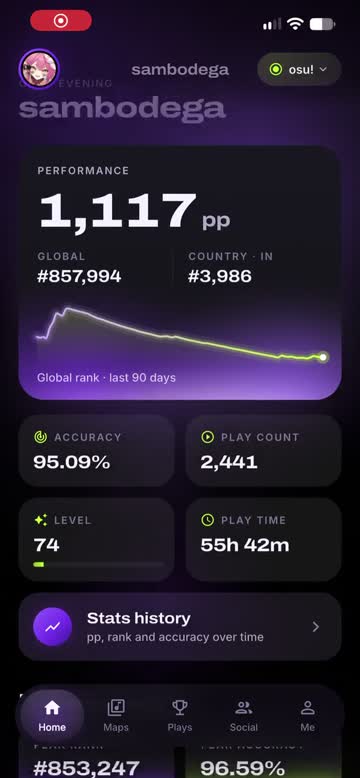 sambodega
osu!
EVENING
sambodega
PERFORMANCE
1,117 pp
GLOBAL
COUNTRY · IN
#857,994
#3,986
Global rank · last 90 days
ACCURACY
95.09%
PLAY COUNT
2,441
LEVEL
74
PLAY TIME
55h 42m
Stats history
pp, rank and accuracy over time
Home
Maps
Plays
Social
Me
#853,247
96.59%